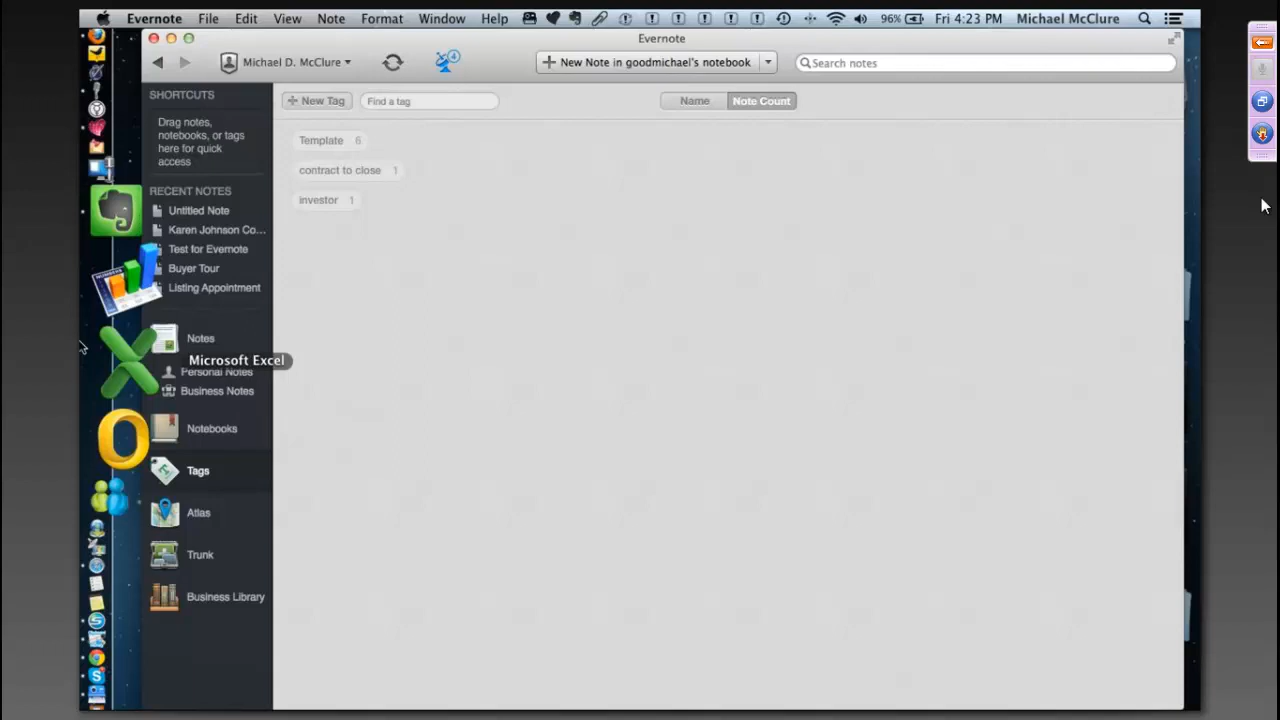 Evernote File Edit View Note Format Window Help 96% Fri 4:23 PM Michael McClure
Evernote
Michael D. McClure
4
New Note in goodmichael's notebook
Search notes
SHORTCUTS
Drag notes,
notebooks, or tags
here for quick
access
RECENT NOTES
Untitled Note
Karen Johnson Co...
Test for Evernote
Buyer Tour
Listing Appointment
Notes
Microsoft Excel
Personal Notes
Business Notes
Notebooks
Tags
Atlas
Trunk
Business Library
+ New Tag
Find a tag
Name
Note Count
Template 6
contract to close 1
investor 1